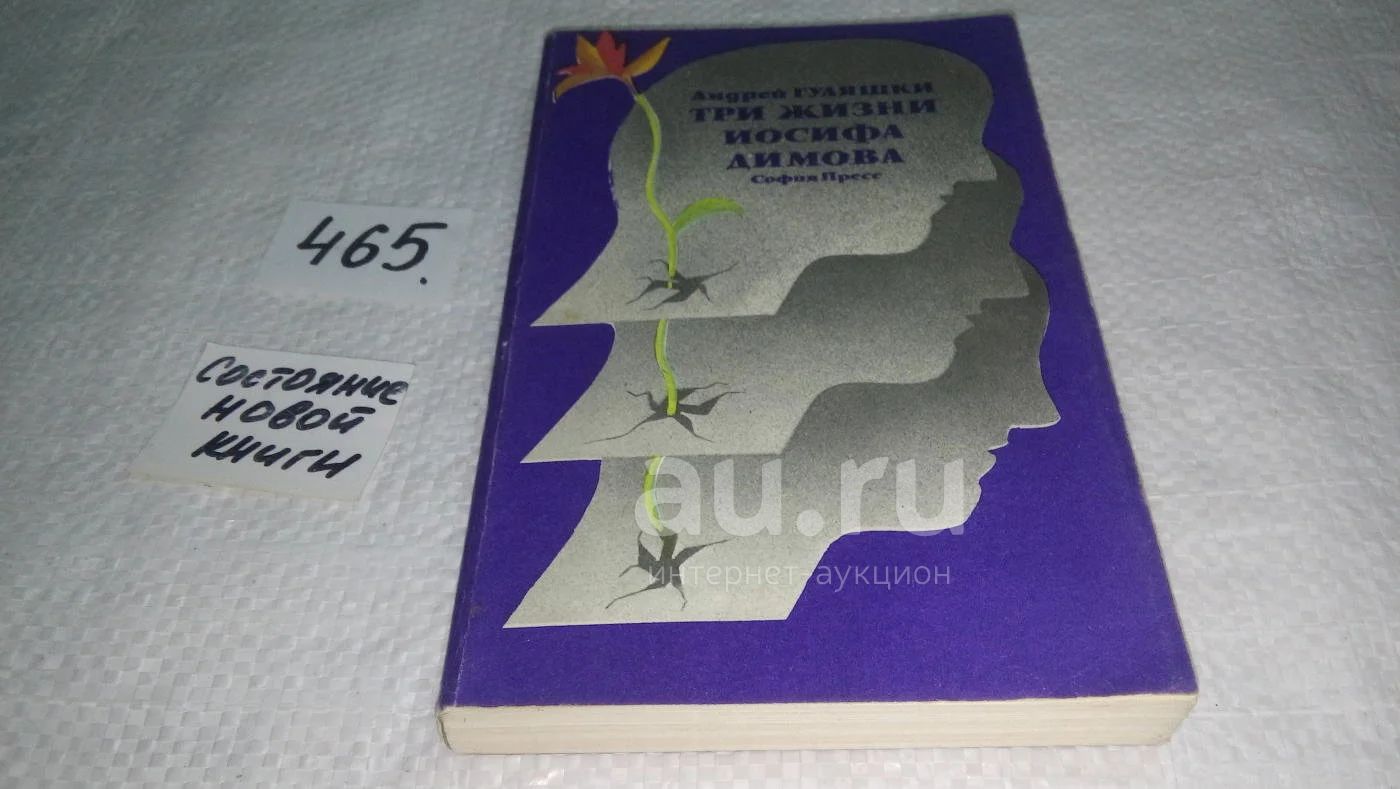 Андрей ГУЛЯШКИ
ТРИ ЖИЗНИ
ИОСИФА
ДИМОВА
София Пресс
465.
Состояние
новой
книги
au.ru
интернет-аукцион